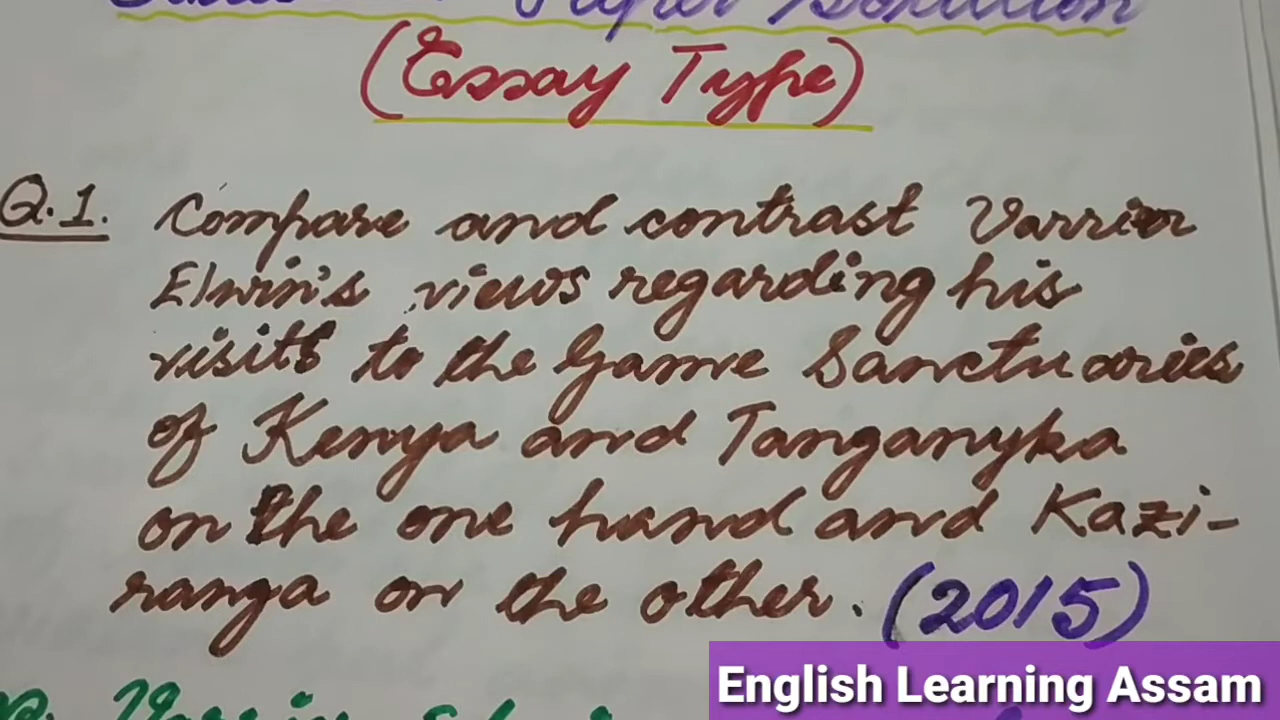 (Essay Type)
Q.1. Compare and contrast Varrier
Elwin's views regarding his
visits to the Game Sanctuaries
of Kenya and Tanganyka
on the one hand and Kazi-
ranga on the other. (2015)
English Learning Assam